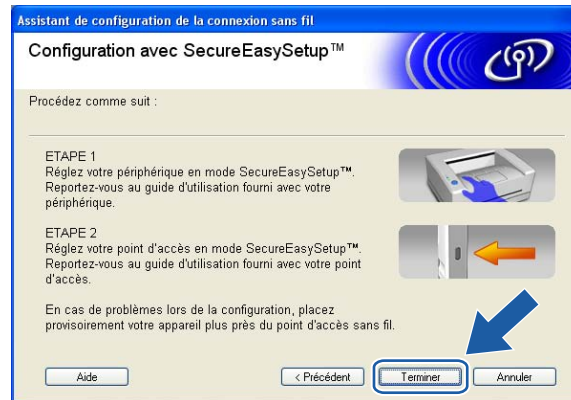 Assistant de configuration de la connexion sans fil
Configuration avec SecureEasySetup™
Procédez comme suit :
ETAPE 1
Réglez votre périphérique en mode SecureEasySetup™.
Reportez-vous au guide d'utilisation fourni avec votre
périphérique.
ETAPE 2
Réglez votre point d'accès en mode SecureEasySetup™.
Reportez-vous au guide d'utilisation fourni avec votre point
d'accès.
En cas de problèmes lors de la configuration, placez
provisoirement votre appareil plus près du point d'accès sans fil.
Aide
< Précédent
Terminer
Annuler